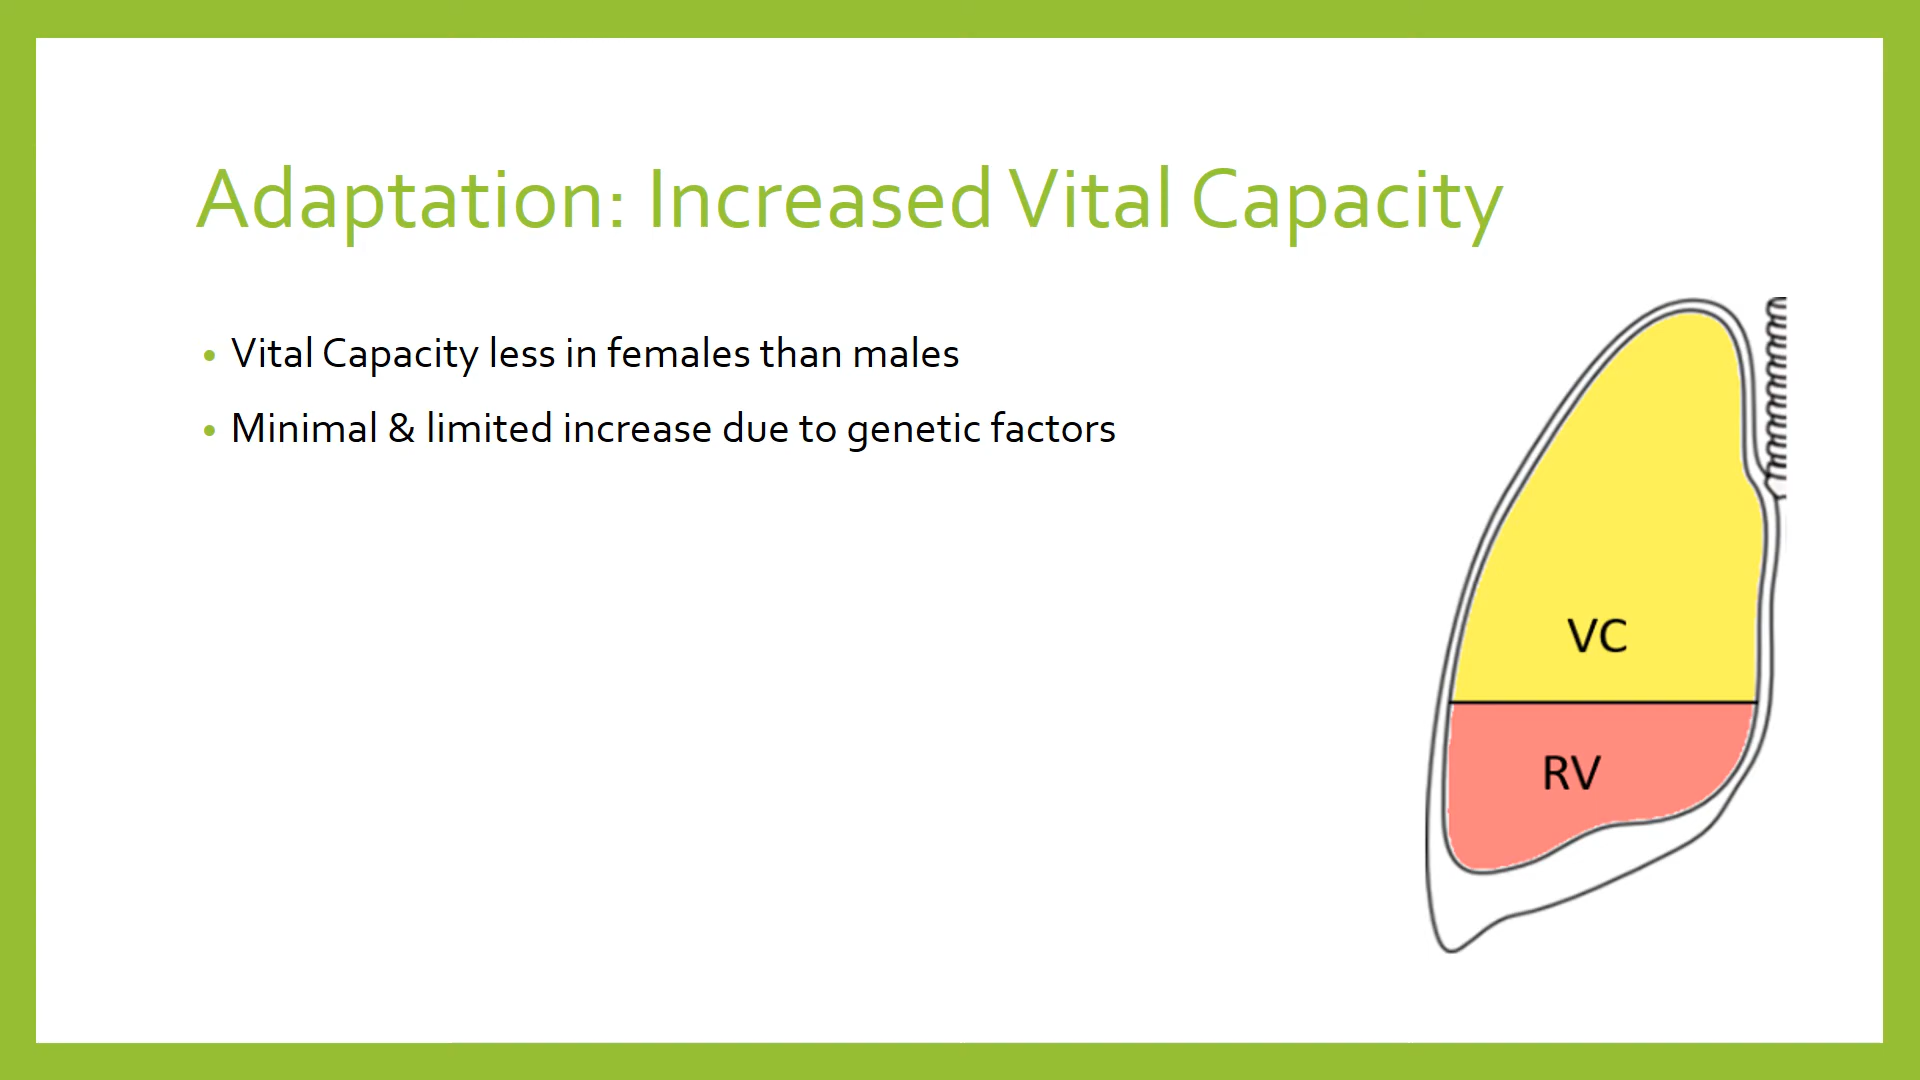 Adaptation: Increased Vital Capacity
• Vital Capacity less in females than males
• Minimal & limited increase due to genetic factors
VC
RV